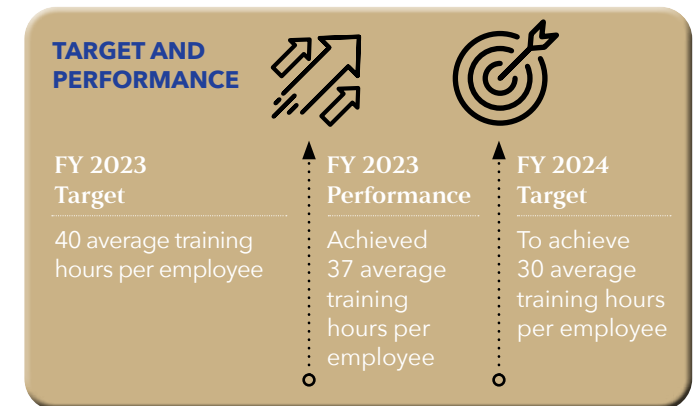 TARGET AND
PERFORMANCE
FY 2023
Target
40 average training
hours per employee
FY 2023
Performance
Achieved
37 average
training
hours per
employee
FY 2024
Target
To achieve
30 average
training hours
per employee